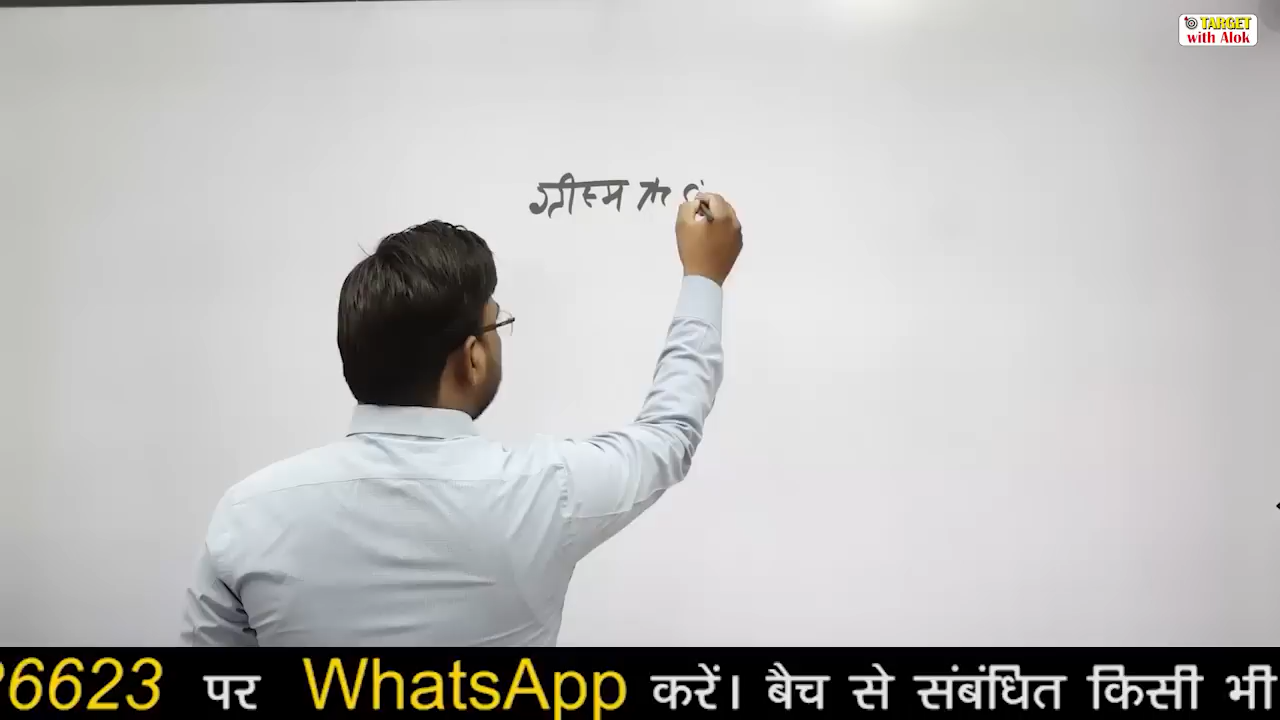 TARGET
with Alok
ग्रीस्म ऋ
6623 पर WhatsApp करें। बैच से संबंधित किसी भी